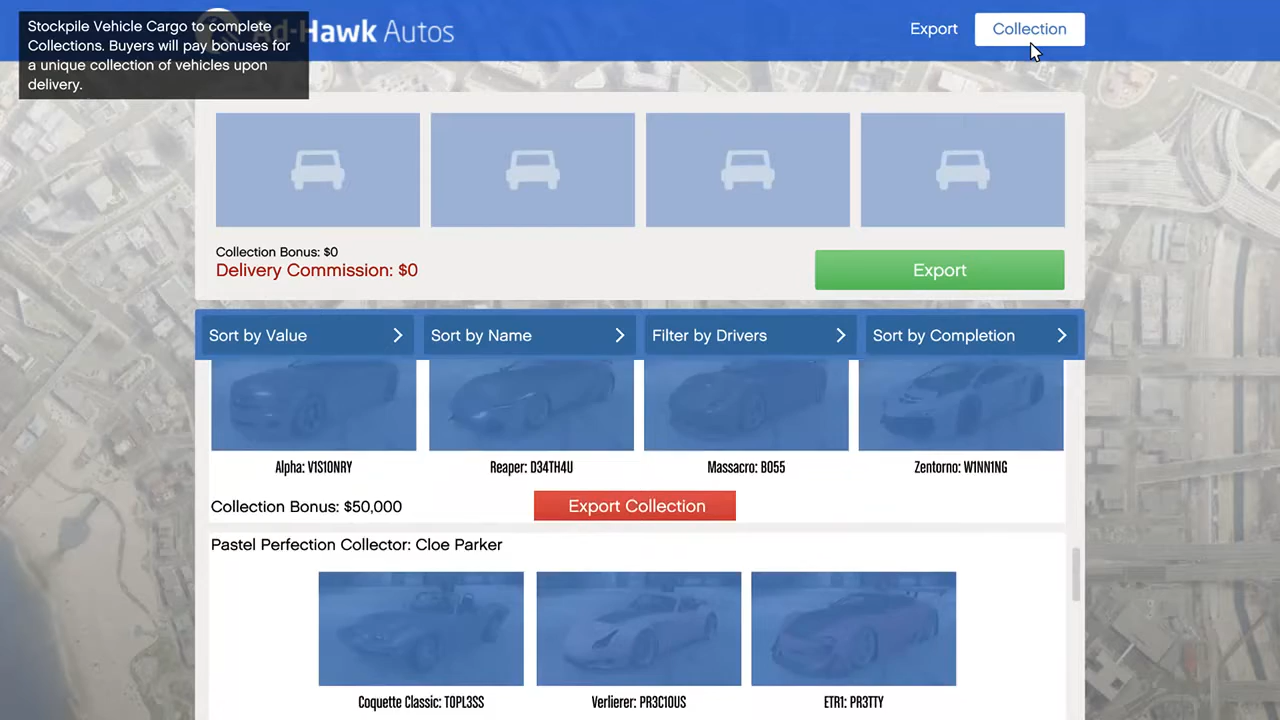 Stockpile Vehicle Cargo to complete
Collections. Buyers will pay bonuses for
a unique collection of vehicles upon
delivery.
d-Hawk Autos
Export
Collection
Collection Bonus: $0
Delivery Commission: $0
Export
Sort by Value
Sort by Name
Filter by Drivers
Sort by Completion
Alpha: V1S10NRY
Reaper: D34TH4U
Massacro: B055
Zentorno: W1NN1NG
Collection Bonus: $50,000
Export Collection
Pastel Perfection Collector: Cloe Parker
Coquette Classic: T0PL3SS
Verlierer: PR3C10US
ETR1: PR3TTY